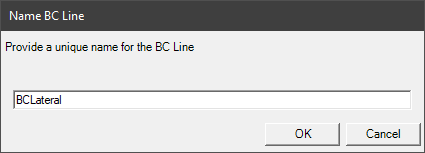 Name BC Line
Provide a unique name for the BC Line
BCLateral
OK
Cancel